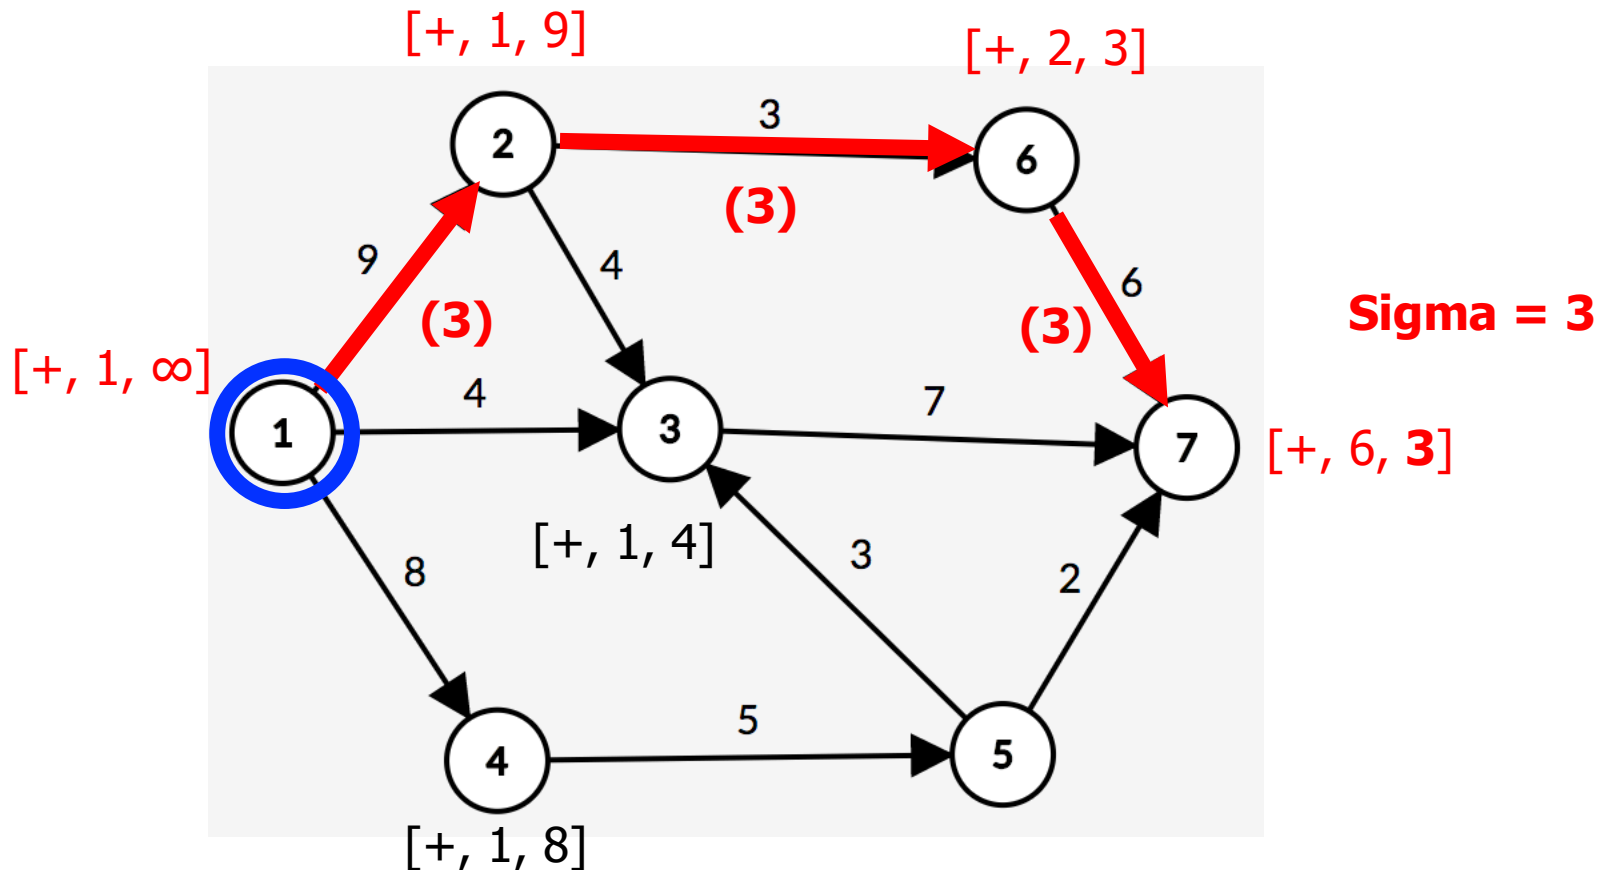 [+, 1, 9]
[+, 2, 3]
3
2
6
(3)
9
4
6
(3)
(3)
Sigma = 3
[+, 1, ∞]
4
7
1
3
7
[+, 6, 3]
[+, 1, 4]
3
8
2
5
4
5
[+, 1, 8]